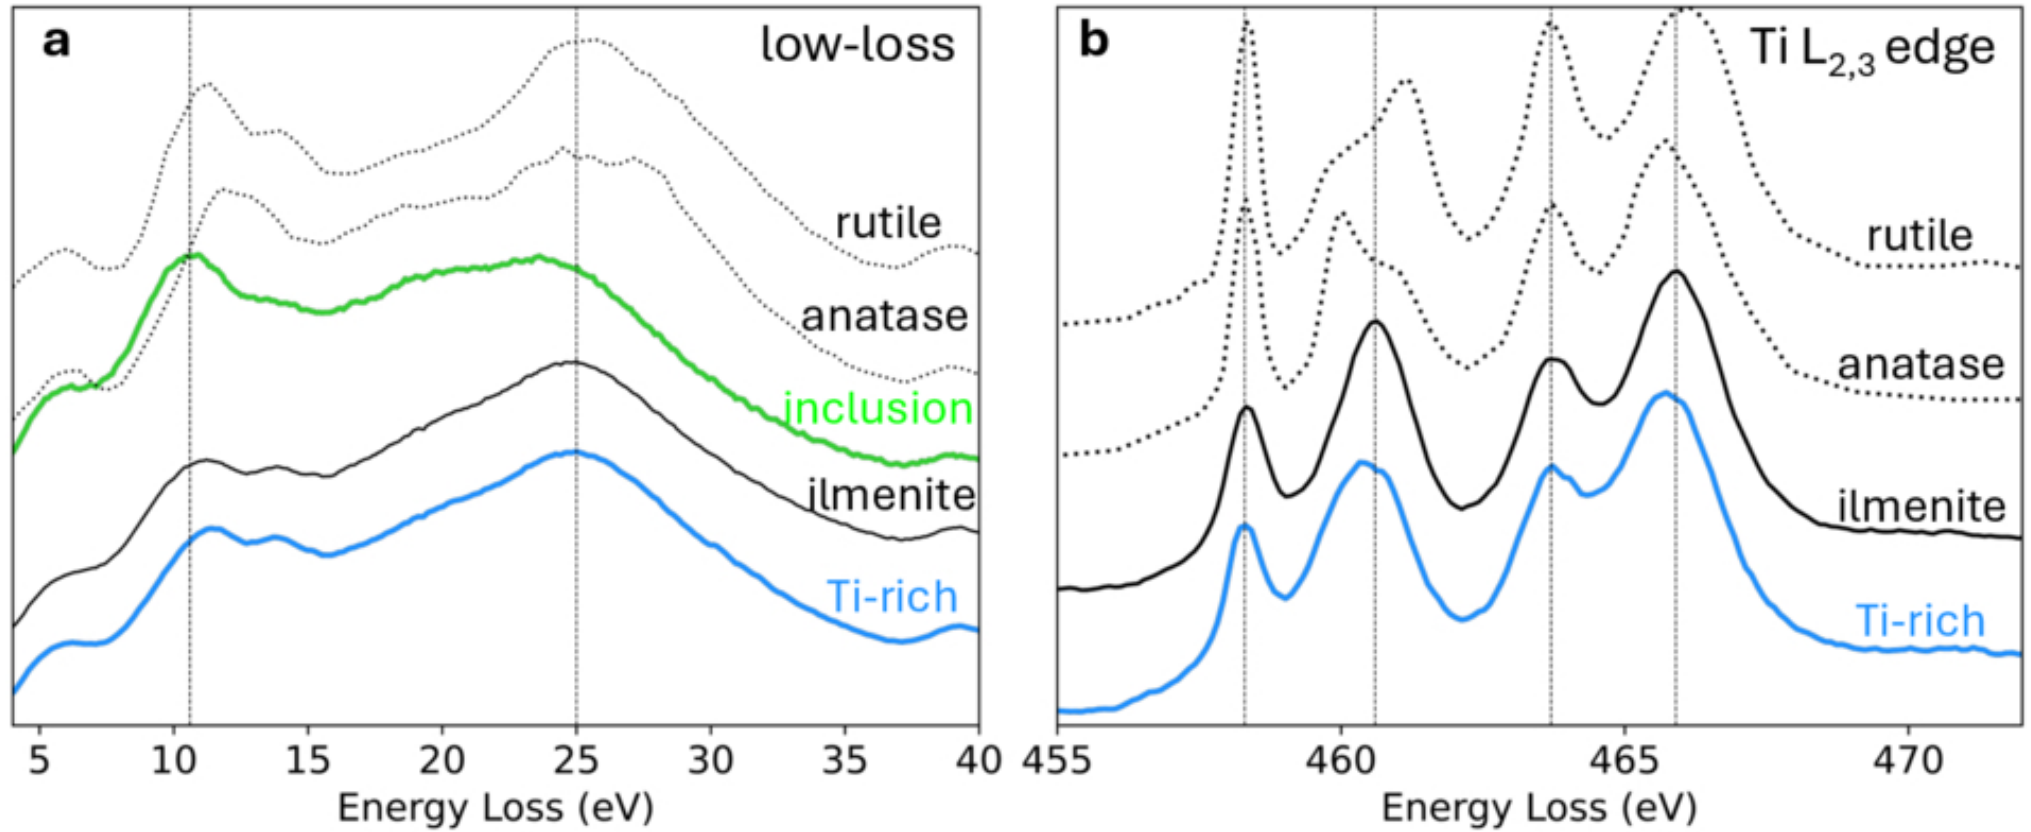 a
low-loss
rutile
anatase
inclusion
ilmenite
Ti-rich
5 10 15 20 25 30 35 40
Energy Loss (eV)
b
Ti L2,3 edge
rutile
anatase
ilmenite
Ti-rich
455 460 465 470
Energy Loss (eV)